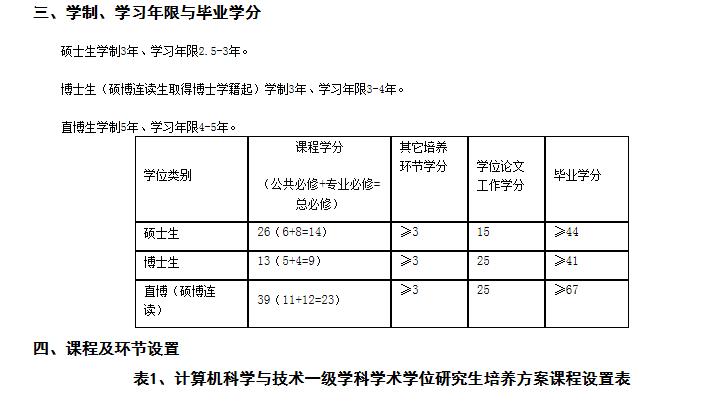 三、学制、学习年限与毕业学分
硕士生学制3年、学习年限2.5-3年。
博士生（硕博连读生取得博士学籍起）学制3年、学习年限3-4年。
直博生学制5年、学习年限4-5年。
学位类别
课程学分
（公共必修+专业必修=
总必修）
其它培养
环节学分
学位论文
工作学分
毕业学分
硕士生
26（6+8=14）
≥3
15
≥44
博士生
13（5+4=9）
≥3
25
≥41
直博（硕博连
读）
39（11+12=23）
≥3
25
≥67
四、课程及环节设置
表1、计算机科学与技术一级学科学术学位研究生培养方案课程设置表